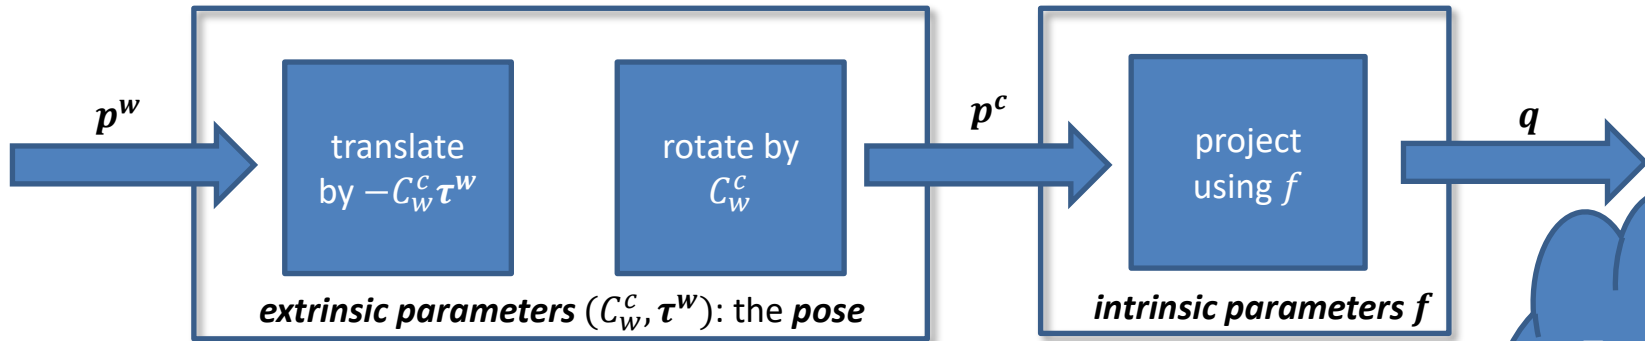 p^w
translate
by −C_w^c τ^w
rotate by
C_w^c
extrinsic parameters (C_w^c, τ^w): the pose
p^c
project
using f
intrinsic parameters f
q